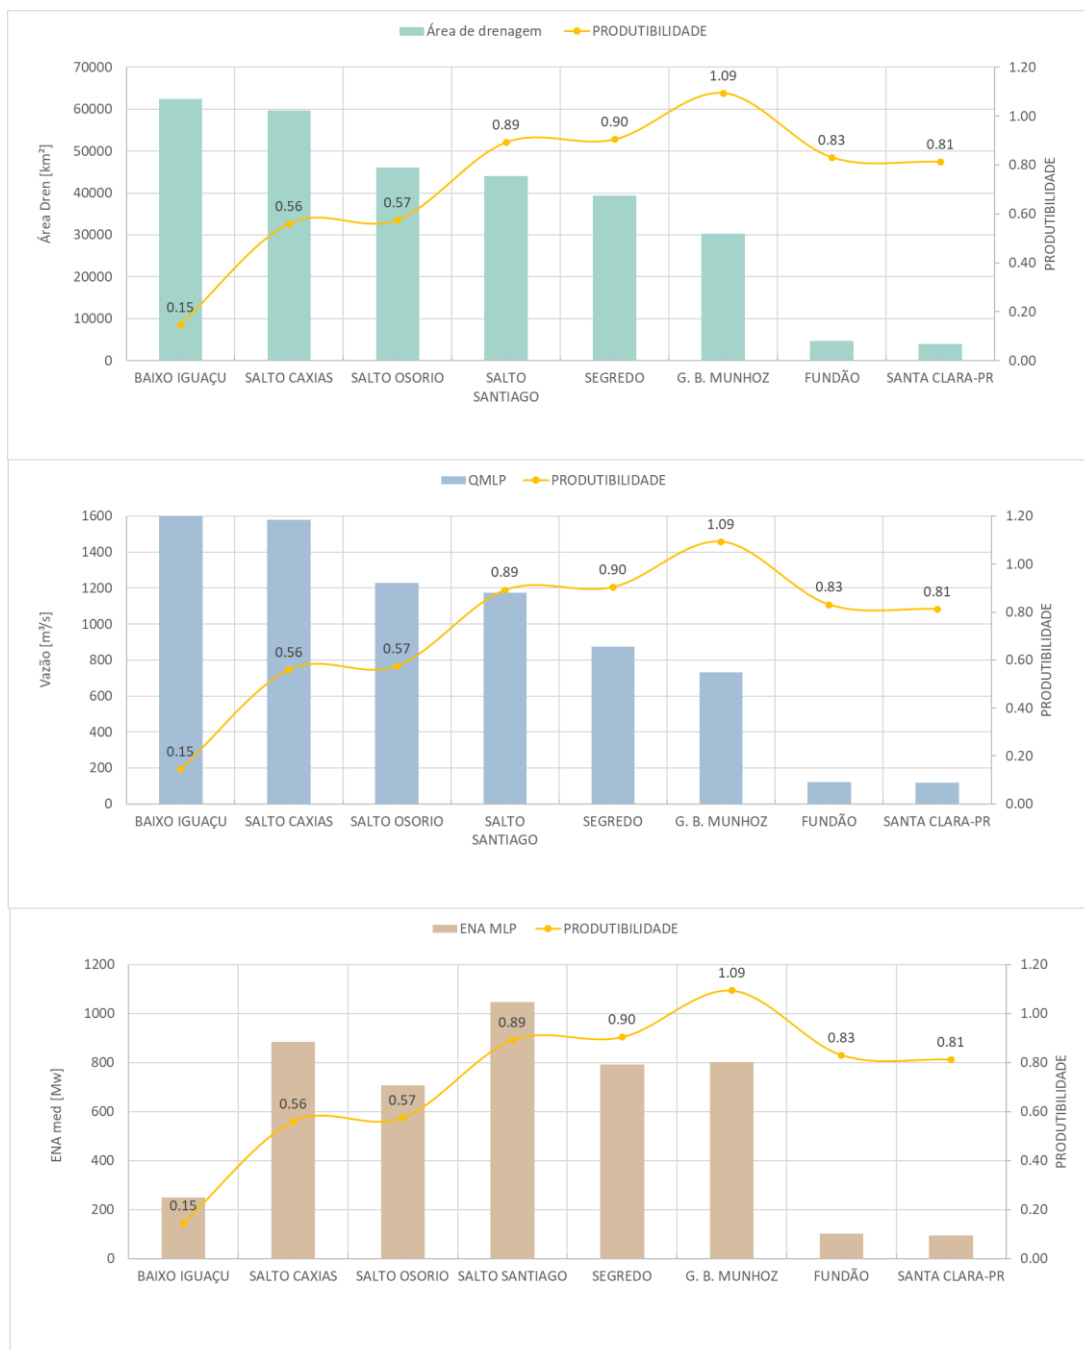 Área de drenagem PRODUTIBILIDADE
70000 1.20
60000 1.00
50000 0.80
40000 0.60
30000 0.40
20000 0.20
10000 0.00
0
Área Dren [km²]
PRODUTIBILIDADE
0.15 0.56 0.57 0.89 0.90 1.09 0.83 0.81
BAIXO IGUAÇU SALTO CAXIAS SALTO OSORIO SALTO SEGREDO G. B. MUNHOZ FUNDÃO SANTA CLARA-PR
SANTIAGO
QMLP PRODUTIBILIDADE
1600 1.20
1400 1.00
1200 0.80
1000 0.60
800 0.40
600 0.20
400 0.00
200
0
Vazão [m³/s]
PRODUTIBILIDADE
0.15 0.56 0.57 0.89 0.90 1.09 0.83 0.81
BAIXO IGUAÇU SALTO CAXIAS SALTO OSORIO SALTO SEGREDO G. B. MUNHOZ FUNDÃO SANTA CLARA-PR
SANTIAGO
ENA MLP PRODUTIBILIDADE
1200 1.20
1000 1.00
800 0.80
600 0.60
400 0.40
200 0.20
0 0.00
ENA med [Mw]
PRODUTIBILIDADE
0.15 0.56 0.57 0.89 0.90 1.09 0.83 0.81
BAIXO IGUAÇU SALTO CAXIAS SALTO OSORIO SALTO SANTIAGO SEGREDO G. B. MUNHOZ FUNDÃO SANTA CLARA-PR